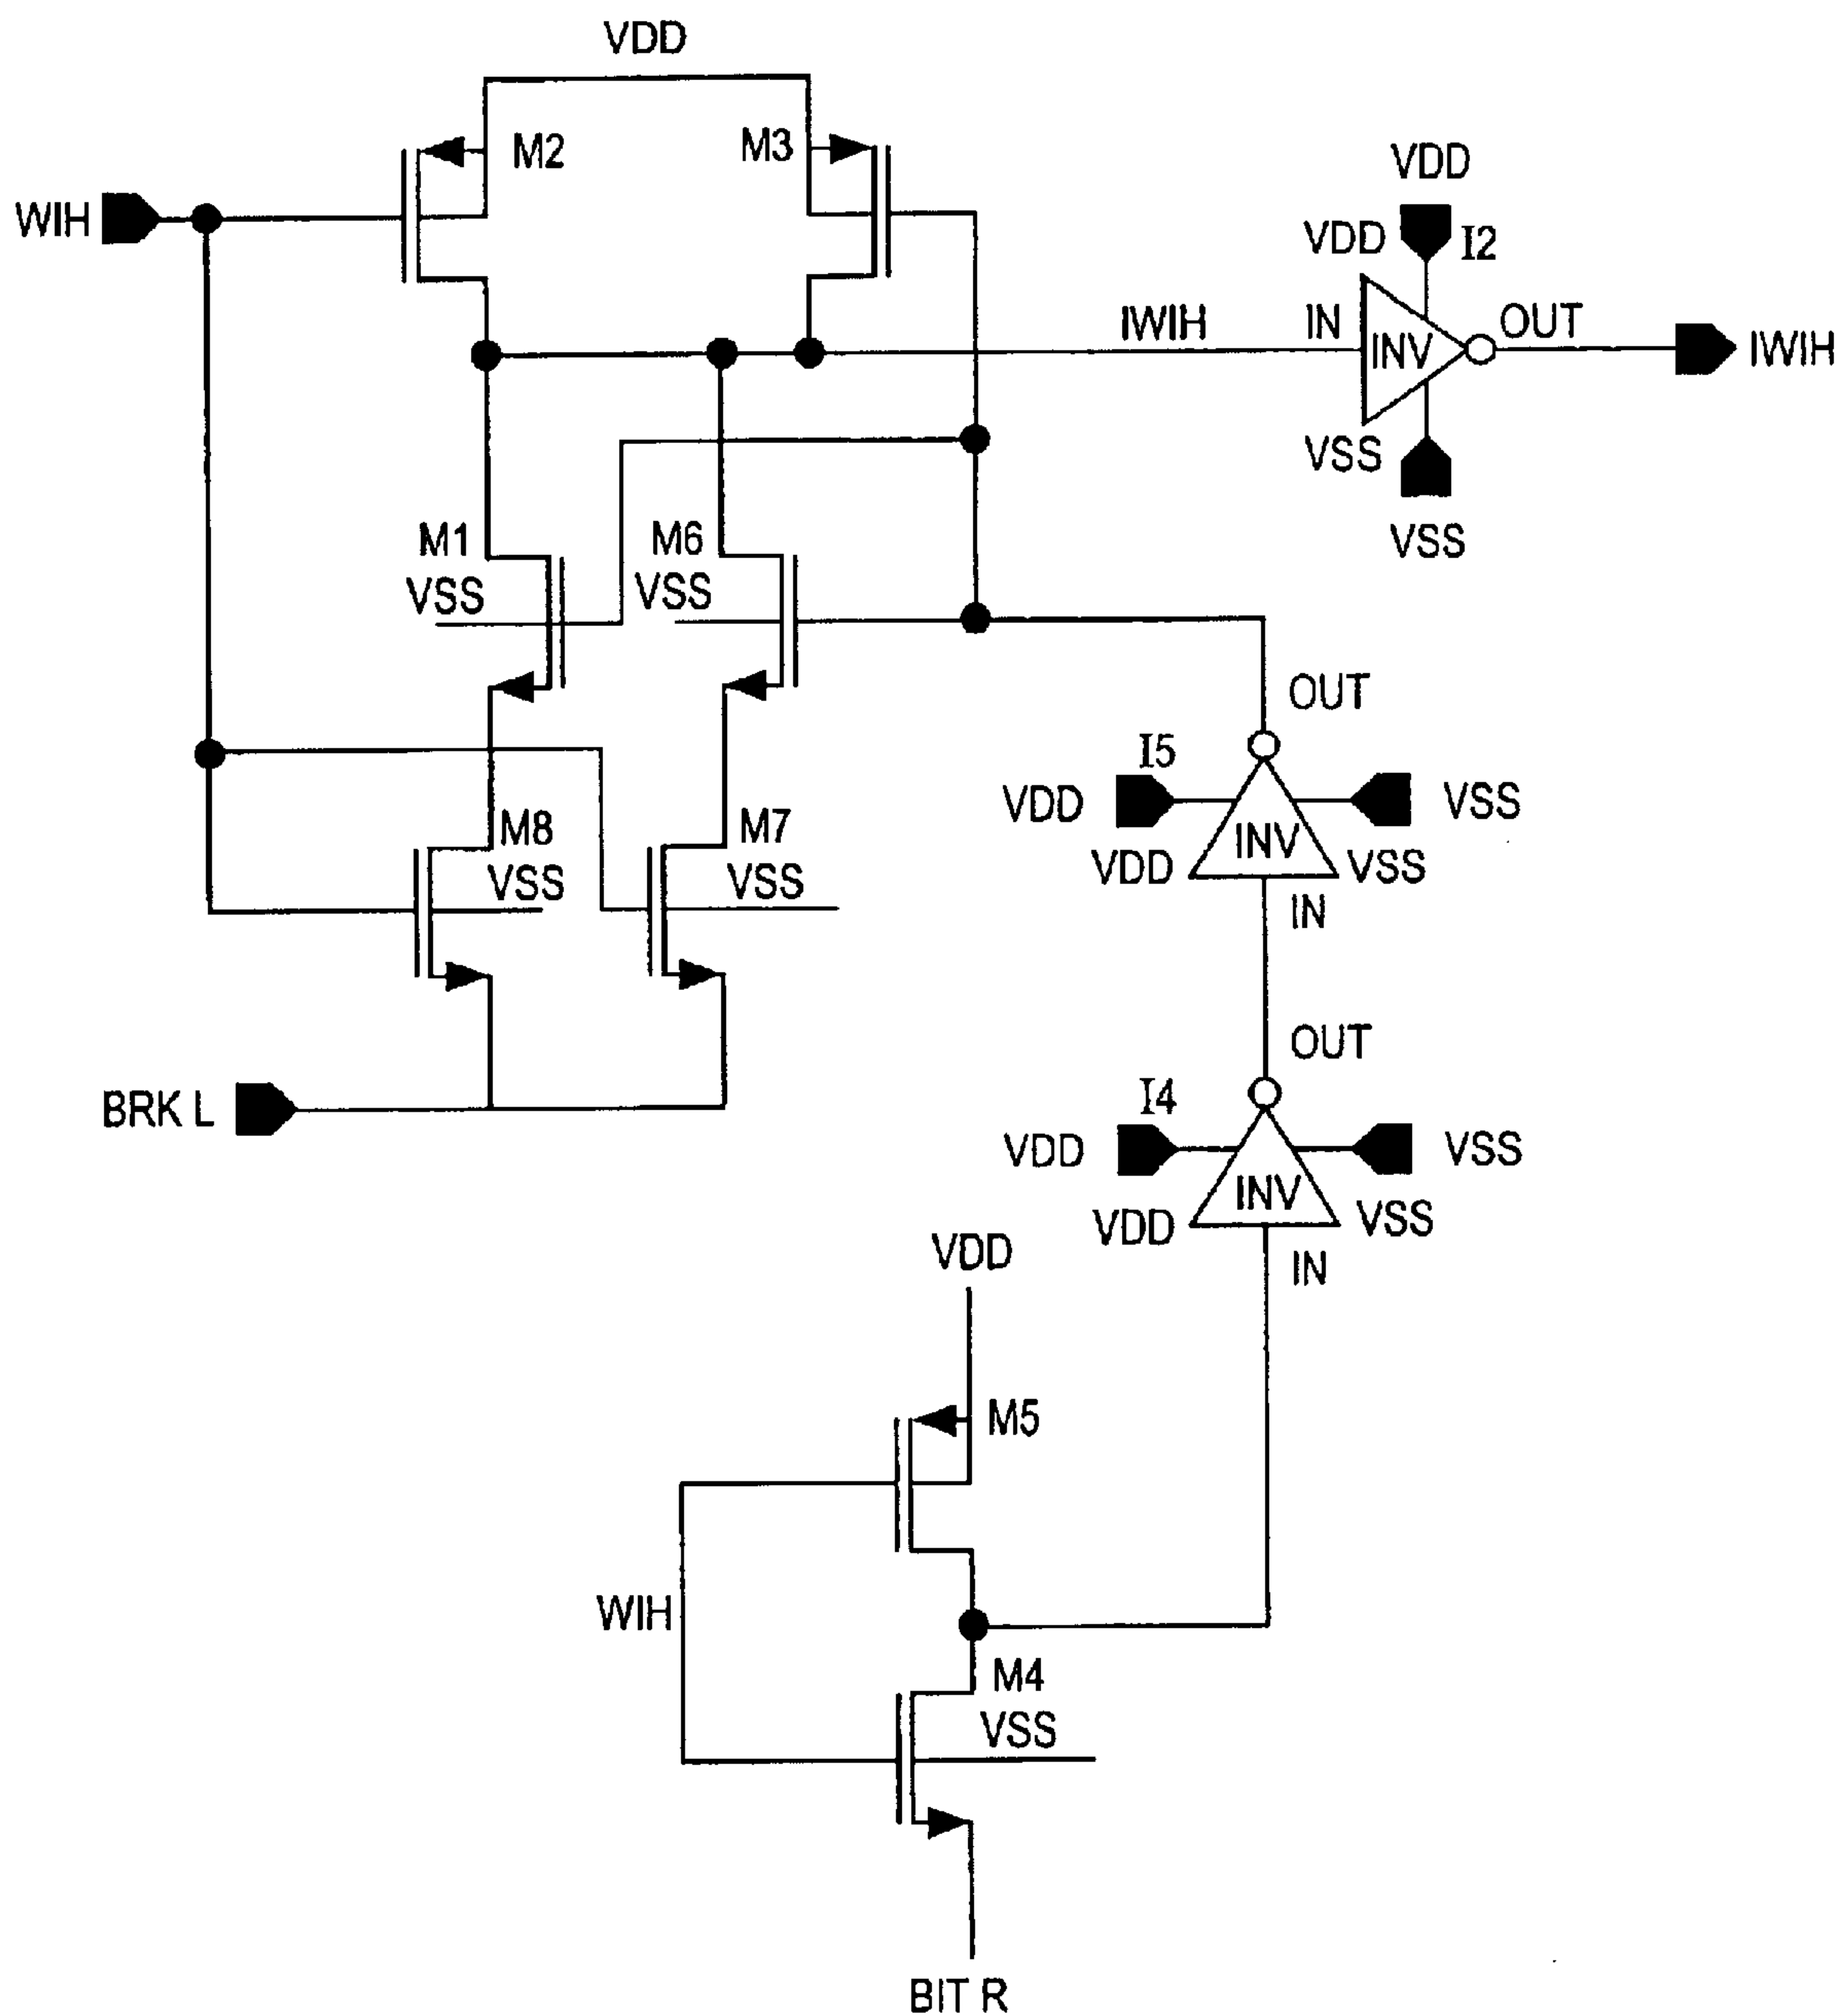 VDD
M2
M3
VDD
WIH
VDD
I2
IWIH
IN
INV
OUT
IWIH
VSS
VSS
M1
VSS
M6
VSS
OUT
I5
VDD
VSS
INV
VDD
VSS
IN
M8
VSS
M7
VSS
OUT
BRK L
I4
VDD
VSS
INV
VDD
VSS
IN
VDD
M5
WIH
M4
VSS
BIT R